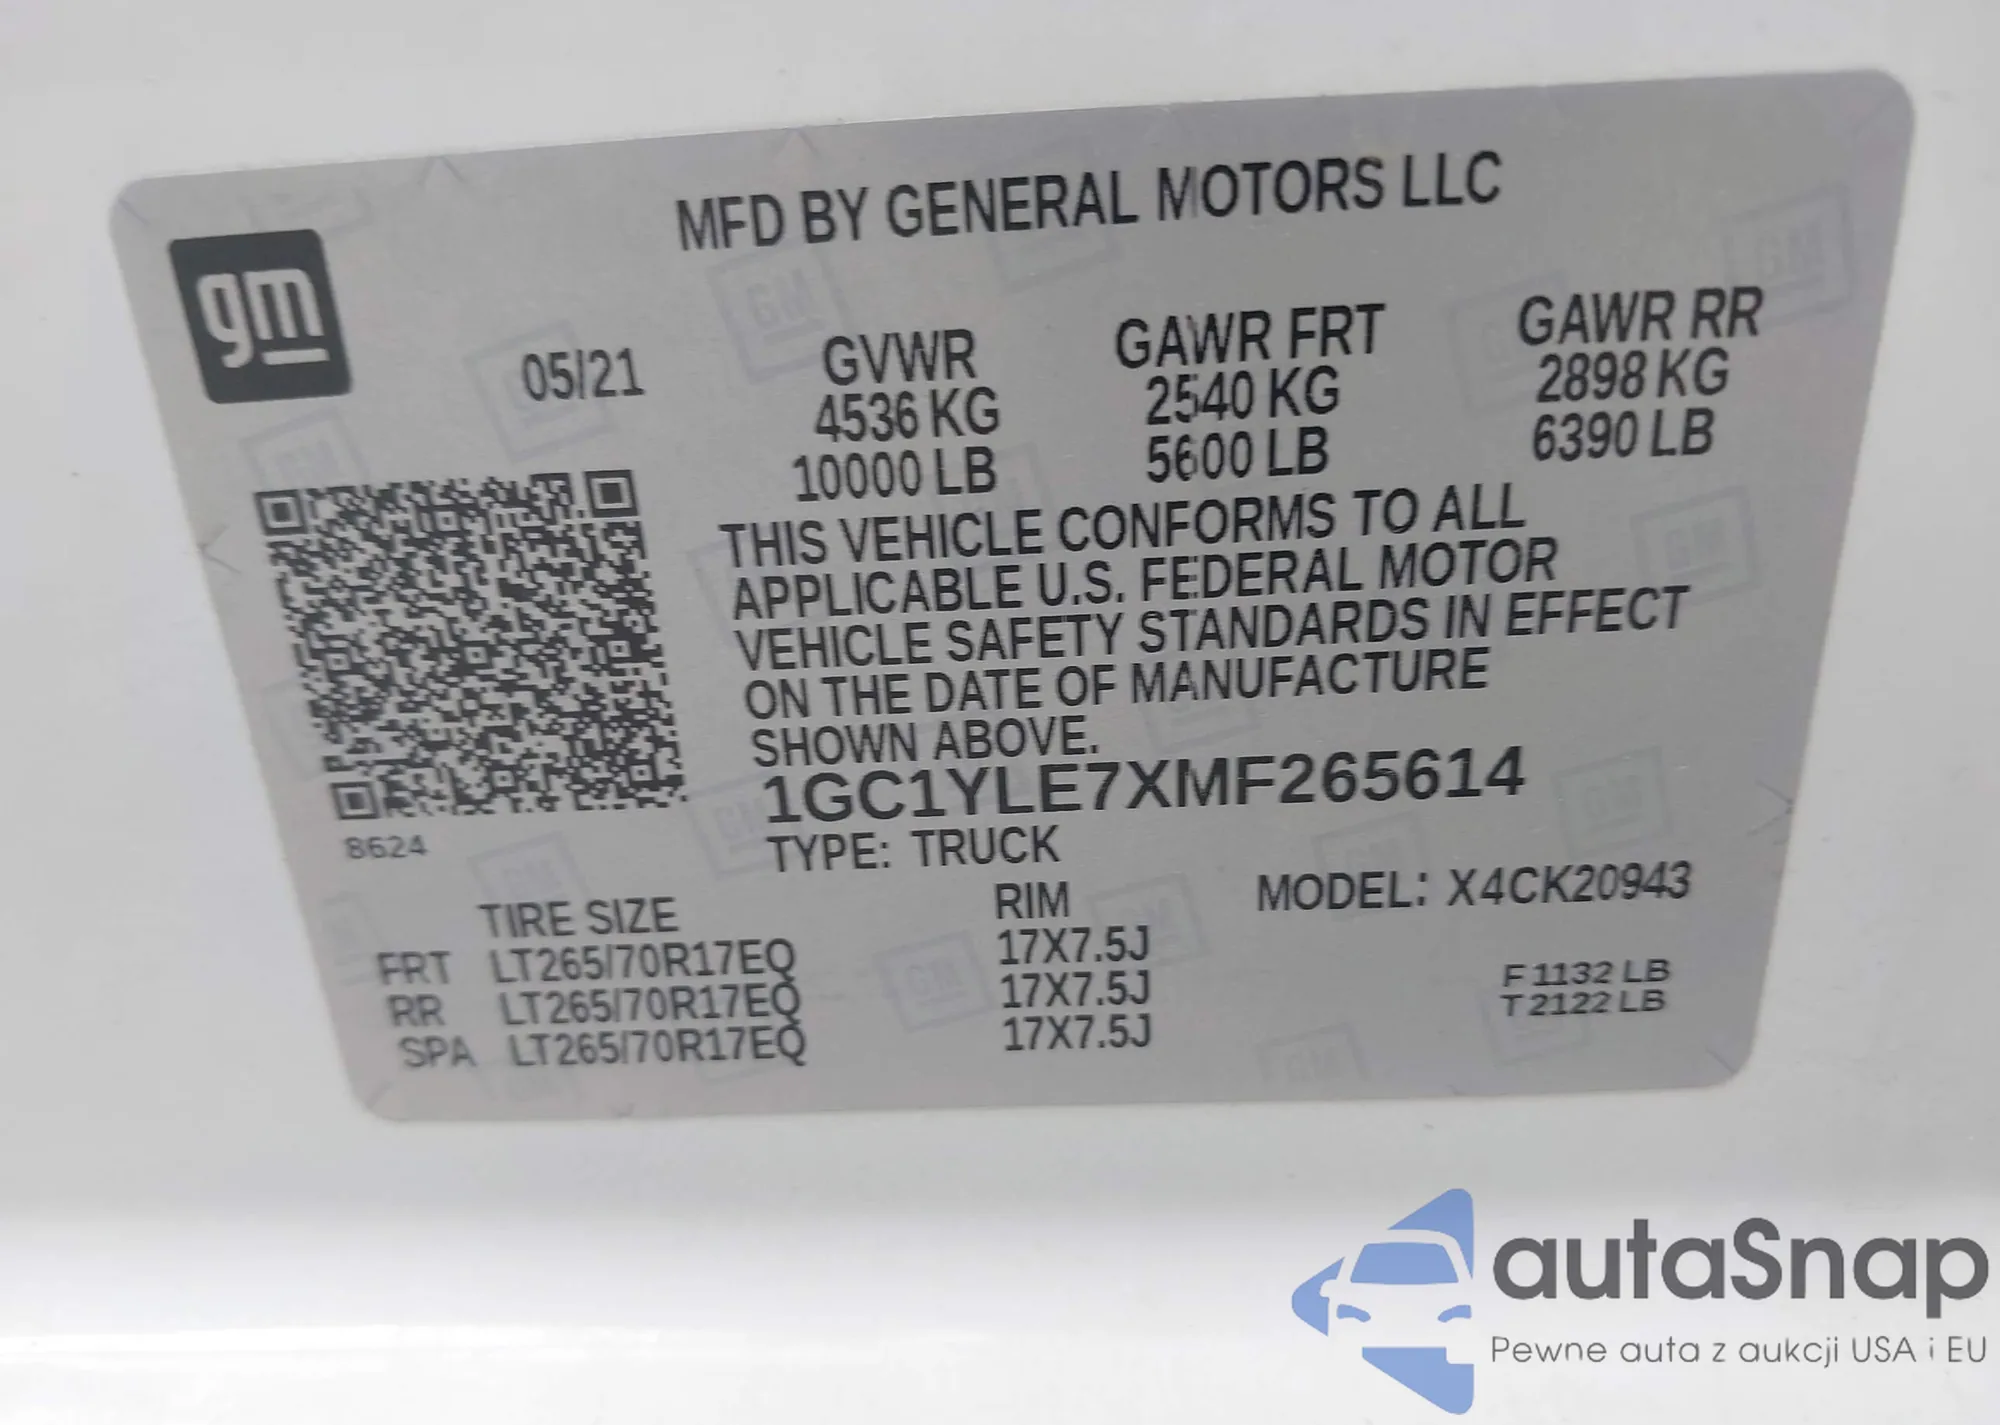 MFD BY GENERAL MOTORS LLC
gm
05/21
GVWR
4536 KG
10000 LB
GAWR FRT
2540 KG
5600 LB
GAWR RR
2898 KG
6390 LB
THIS VEHICLE CONFORMS TO ALL
APPLICABLE U.S. FEDERAL MOTOR
VEHICLE SAFETY STANDARDS IN EFFECT
ON THE DATE OF MANUFACTURE
SHOWN ABOVE.
1GC1YLE7XMF265614
8624
TYPE: TRUCK
MODEL: X4CK20943
TIRE SIZE RIM
FRT LT265/70R17EQ 17X7.5J
RR LT265/70R17EQ 17X7.5J
SPA LT265/70R17EQ 17X7.5J
F 1132 LB
T 2122 LB
autaSnap
Pewne auta z aukcji USA i EU